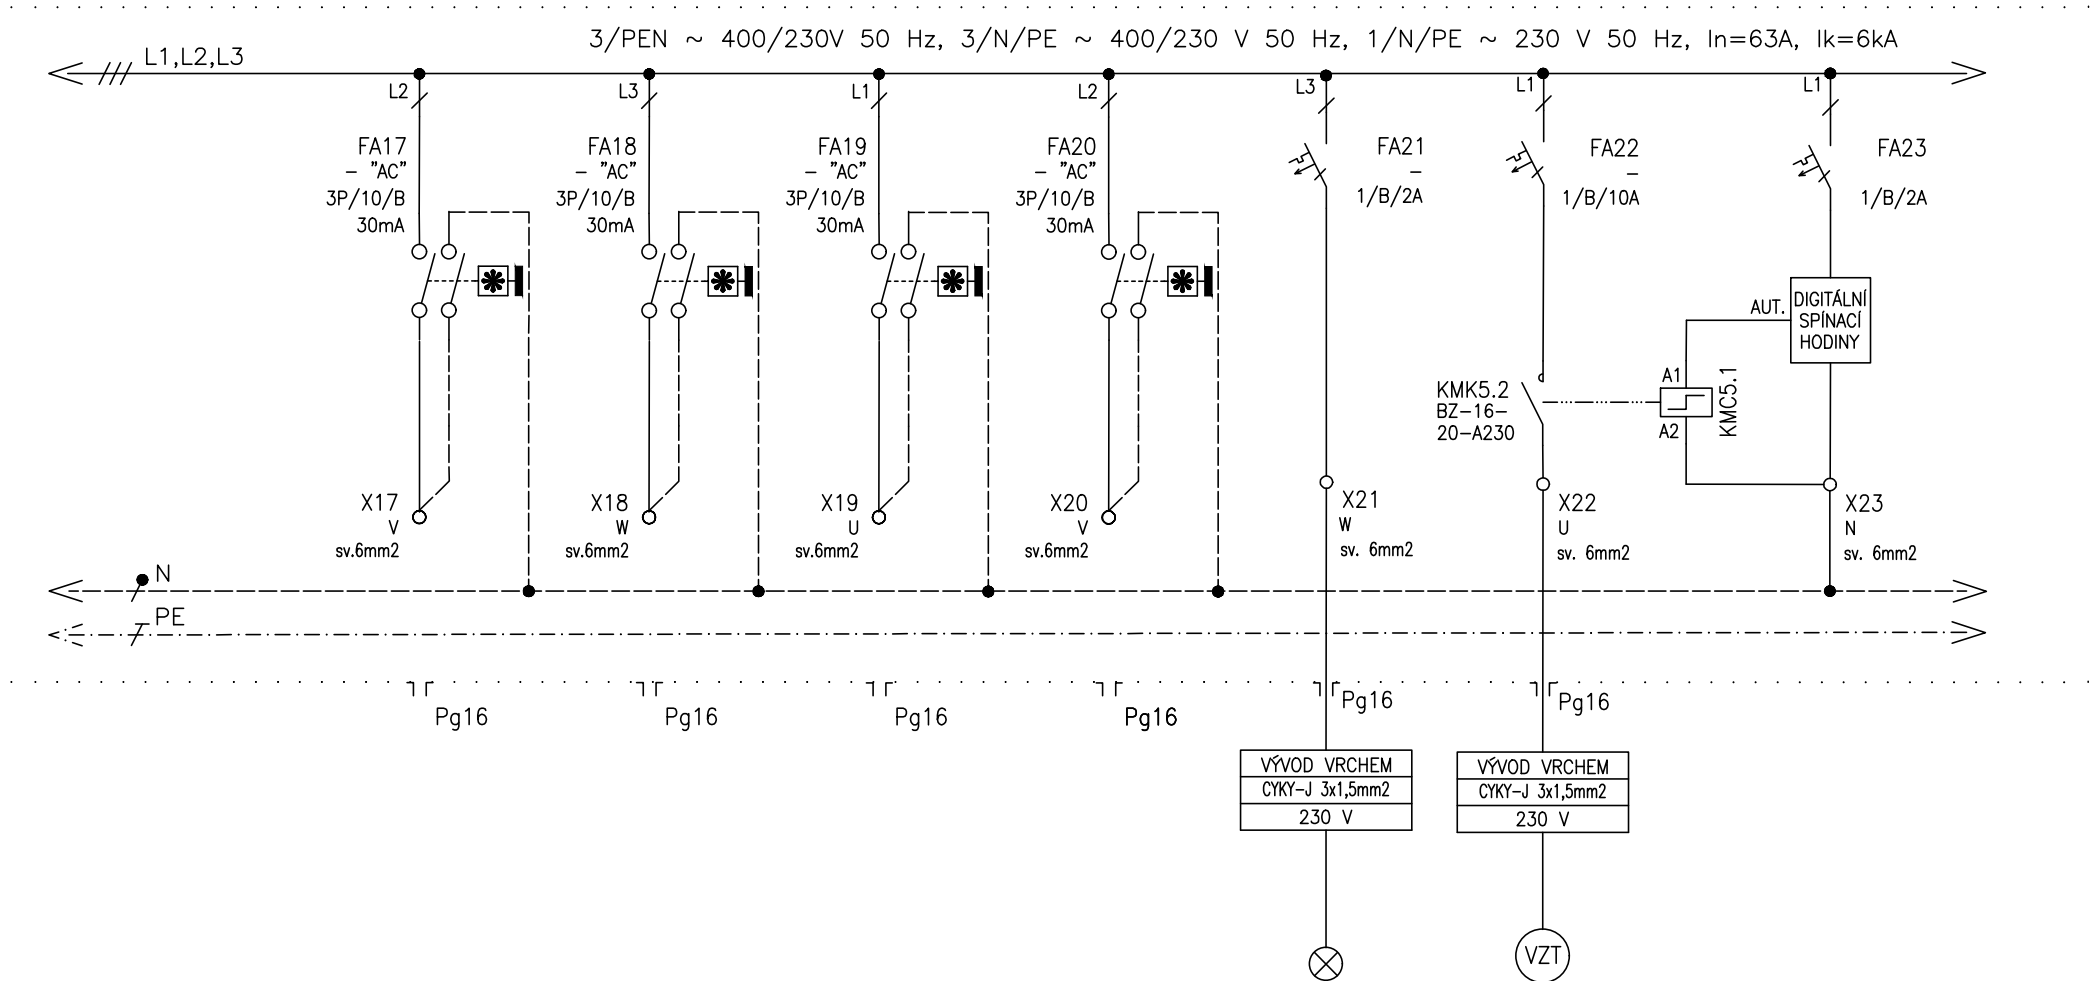 3/PEN ~ 400/230V 50 Hz, 3/N/PE ~ 400/230 V 50 Hz, 1/N/PE ~ 230 V 50 Hz, In=63A, Ik=6kA
L1,L2,L3
L2
FA17
- "AC"
3P/10/B
30mA
X17
V
sv.6mm2
L3
FA18
- "AC"
3P/10/B
30mA
X18
W
sv.6mm2
L1
FA19
- "AC"
3P/10/B
30mA
X19
U
sv.6mm2
L2
FA20
- "AC"
3P/10/B
30mA
X20
V
sv.6mm2
L3
FA21
-
1/B/2A
X21
W
sv. 6mm2
L1
FA22
-
1/B/10A
KMK5.2
BZ-16-
20-A230
X22
U
sv. 6mm2
L1
FA23
-
1/B/2A
DIGITÁLNÍ
SPÍNACÍ
HODINY
AUT.
A1
A2
KMC5.1
X23
N
sv. 6mm2
N
PE
Pg16
Pg16
Pg16
Pg16
Pg16
Pg16
VÝVOD VRCHEM
CYKY-J 3x1,5mm2
230 V
VÝVOD VRCHEM
CYKY-J 3x1,5mm2
230 V
VZT